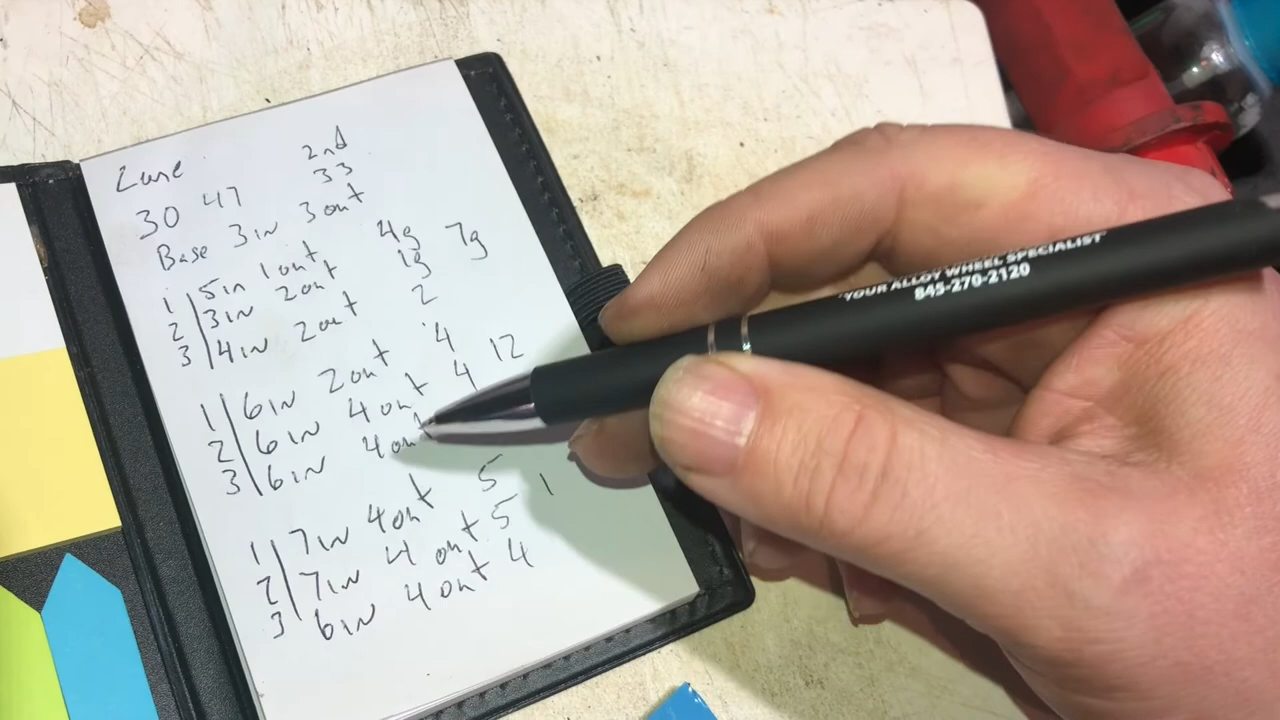 Lane 2nd
30 47 33
Base 3in 3out
1 5in 1out 4g 7g
2 3in 2out 1g
3 4in 2out 2
1 6in 2out 4
2 6in 4out 4 12
3 6in 4out
1 7in 4out 5 1
2 7in 4out 5
3 6in 4out 4
"YOUR ALLOY WHEEL SPECIALIST"
845-270-2120